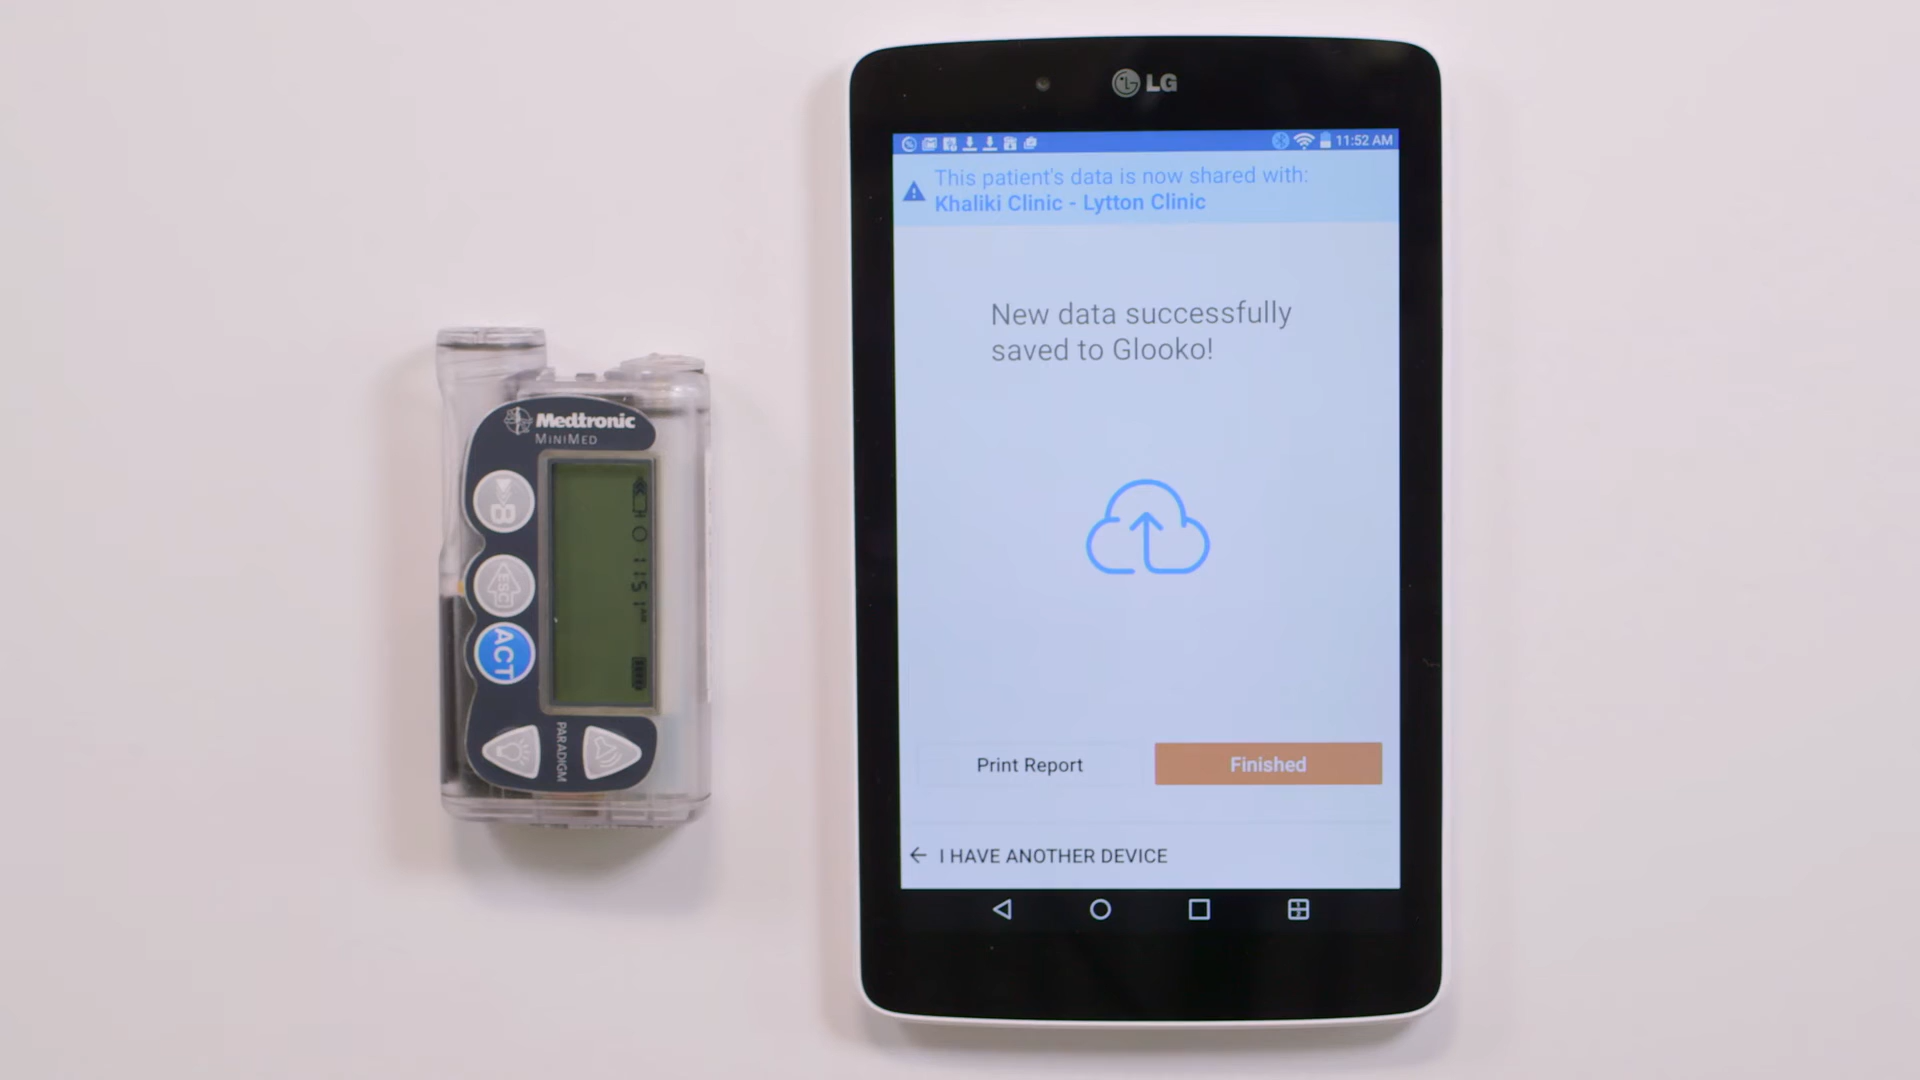 Medtronic
MINIMED
B
ESC
ACT
PARADIGM
LG
11:52 AM
This patient's data is now shared with:
Khaliki Clinic - Lytton Clinic
New data successfully
saved to Glooko!
Print Report
Finished
I HAVE ANOTHER DEVICE